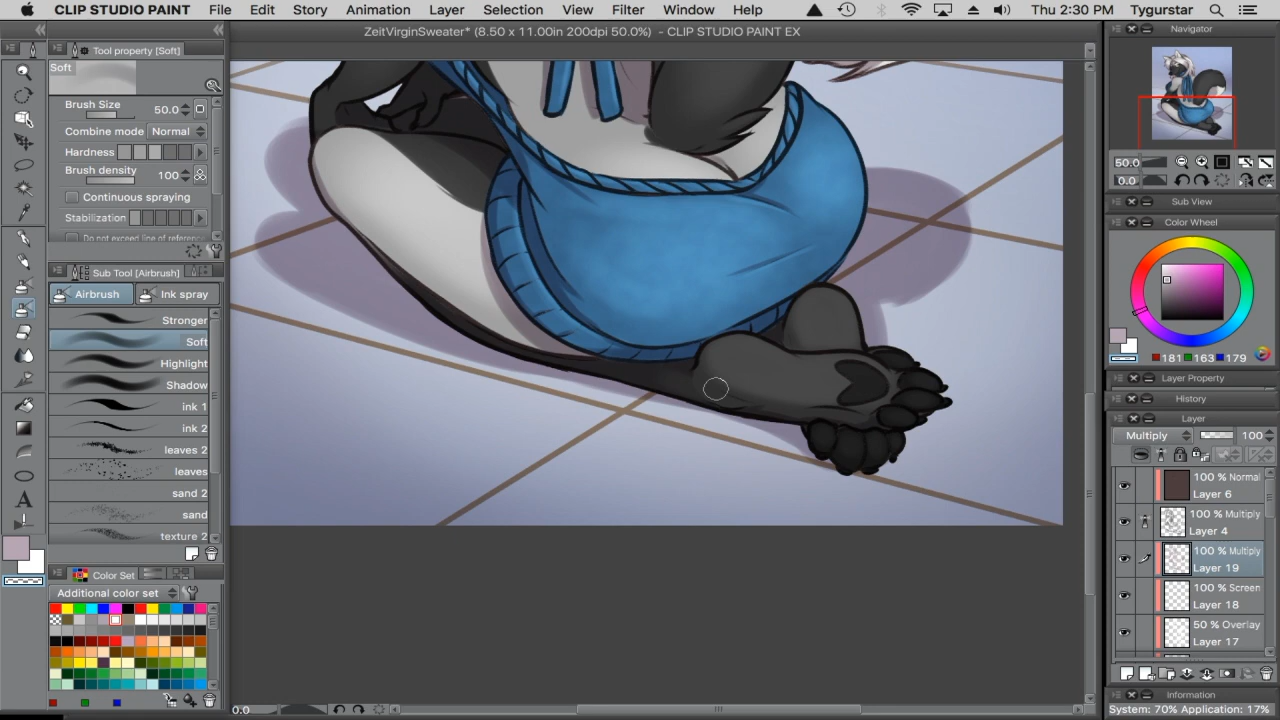 CLIP STUDIO PAINT File Edit Story Animation Layer Selection View Filter Window Help Thu 2:30 PM Tygurstar
ZeitVirginSweater* (8.50 x 11.00in 200dpi 50.0%) - CLIP STUDIO PAINT EX
Tool property [Soft]
Soft
Brush Size 50.0
Combine mode Normal
Hardness
Brush density 100
Continuous spraying
Stabilization
Do not exceed line of reference
Sub Tool [Airbrush]
Airbrush Ink spray
Stronger
Soft
Highlight
Shadow
ink 1
ink 2
leaves 2
leaves
sand 2
sand
texture 2
Color Set
Additional color set
0.0
Navigator
50.0
0.0
Sub View
Color Wheel
181 163 179
Layer Property
History
Layer
Multiply 100
100 % Normal
Layer 6
100 % Multiply
Layer 4
100 % Multiply
Layer 19
100 % Screen
Layer 18
50 % Overlay
Layer 17
Information
System: 70% Application: 17%